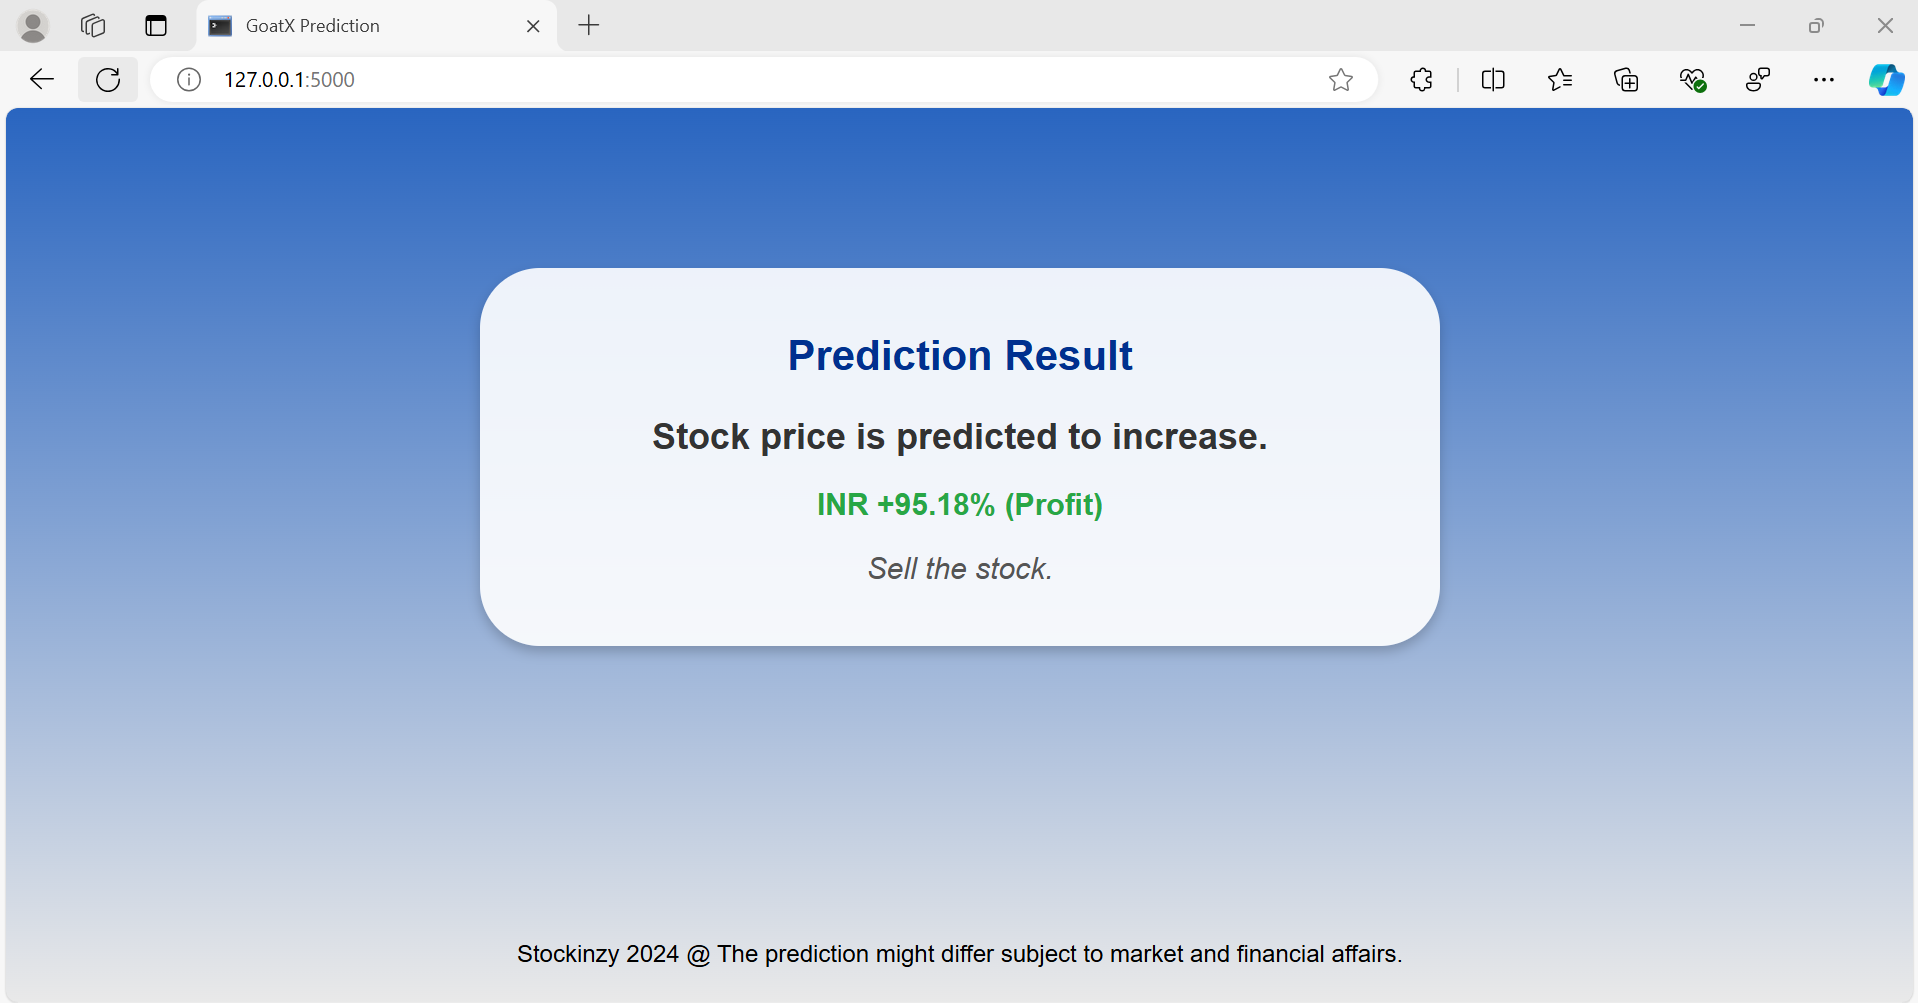 GoatX Prediction
127.0.0.1:5000
Prediction Result
Stock price is predicted to increase.
INR +95.18% (Profit)
Sell the stock.
Stockinzy 2024 @ The prediction might differ subject to market and financial affairs.